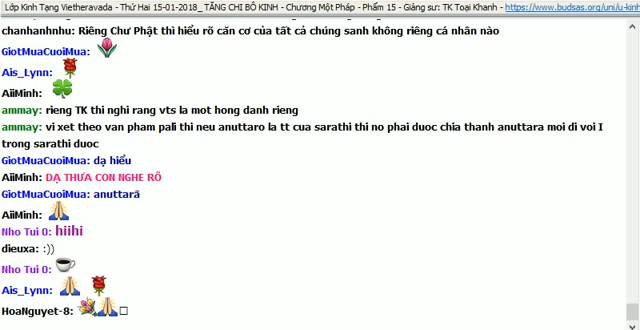 Lớp Kinh Tạng Vietheravada - Thứ Hai 15-01-2018_ TĂNG CHI BỘ KINH - Chương Một Pháp - Phẩm 15 - Giảng sư: TK Toại Khanh - https://www.budsas.org/uni/u-kinh
chanhanhnhu: Riêng Chư Phật thì hiểu rõ căn cơ của tất cả chúng sanh không riêng cá nhân nào
GiotMuaCuoiMua:
Ais_Lynn:
AiiMinh:
ammay: rieng TK thi nghi rang vts la mot hong danh rieng
ammay: vi xet theo van pham pali thi neu anuttaro la tt cua sarathi thi no phai duoc chia thanh anuttara moi di voi I
trong sarathi duoc
GiotMuaCuoiMua: dạ hiểu
AiiMinh: DẠ THƯA CON NGHE RÕ
GiotMuaCuoiMua: anuttarā
AiiMinh:
Nho Tui 0: hiihi
dieuxa: :))
Nho Tui 0:
Ais_Lynn:
HoaNguyet-8: